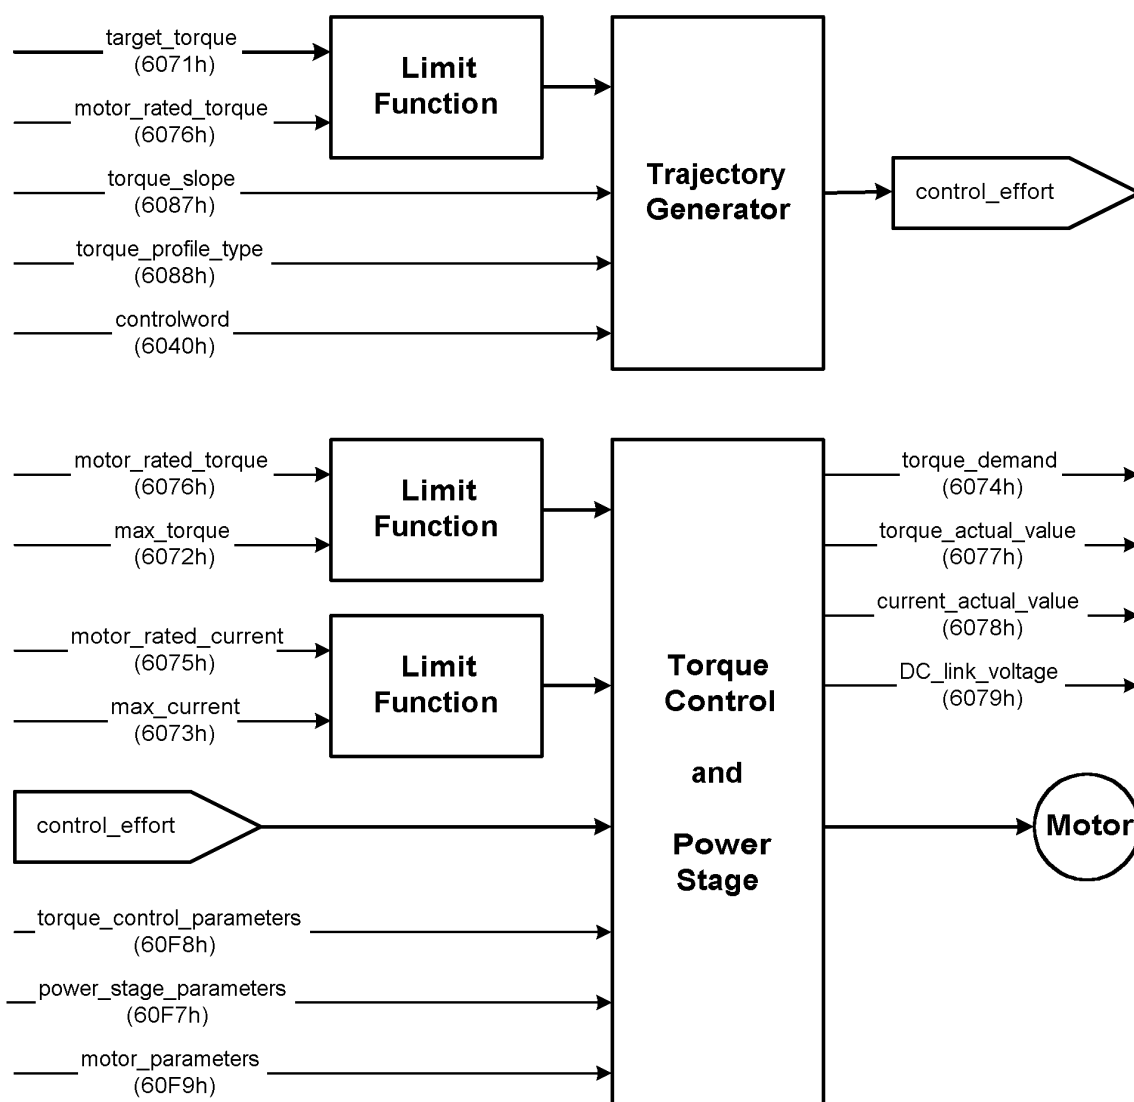 target_torque
(6071h)
motor_rated_torque
(6076h)
Limit
Function
torque_slope
(6087h)
torque_profile_type
(6088h)
controlword
(6040h)
Trajectory
Generator
control_effort
motor_rated_torque
(6076h)
max_torque
(6072h)
Limit
Function
motor_rated_current
(6075h)
max_current
(6073h)
Limit
Function
control_effort
torque_control_parameters
(60F8h)
power_stage_parameters
(60F7h)
motor_parameters
(60F9h)
Torque
Control
and
Power
Stage
torque_demand
(6074h)
torque_actual_value
(6077h)
current_actual_value
(6078h)
DC_link_voltage
(6079h)
Motor